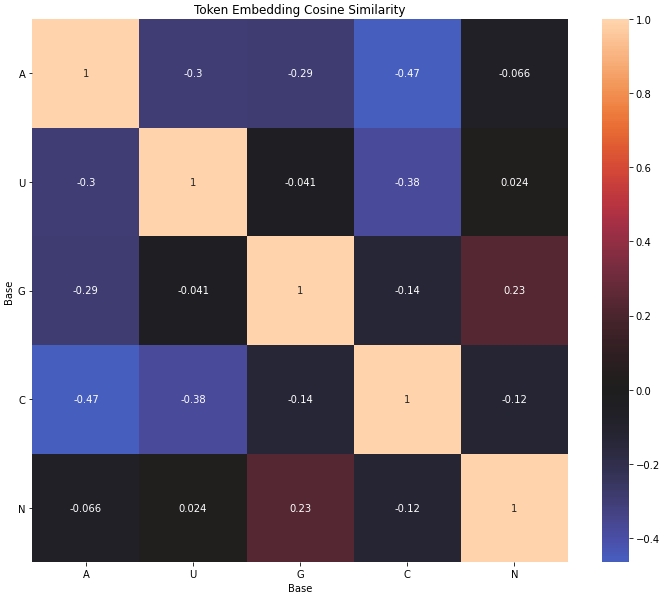 Token Embedding Cosine Similarity
A 1 -0.3 -0.29 -0.47 -0.066
U -0.3 1 -0.041 -0.38 0.024
G -0.29 -0.041 1 -0.14 0.23
C -0.47 -0.38 -0.14 1 -0.12
N -0.066 0.024 0.23 -0.12 1
A U G C N
Base
Base
1.0
0.8
0.6
0.4
0.2
0.0
−0.2
−0.4